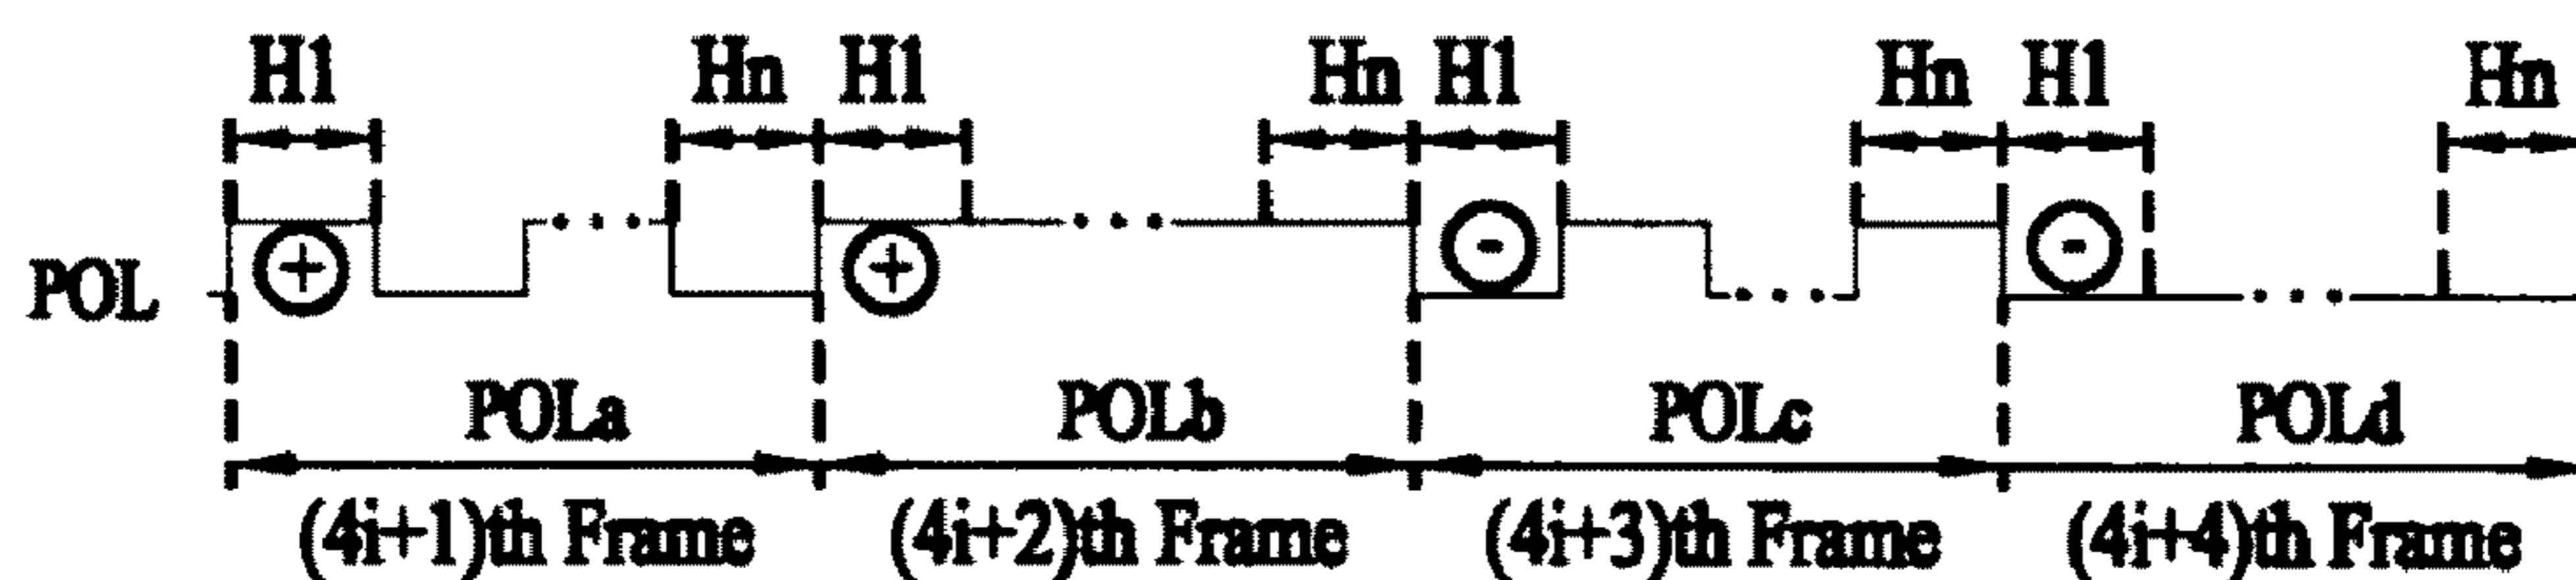 H1 Hn H1 Hn H1 Hn H1 Hn
+ + - -
POL
POLa POLb POLc POLd
(4i+1)th Frame (4i+2)th Frame (4i+3)th Frame (4i+4)th Frame